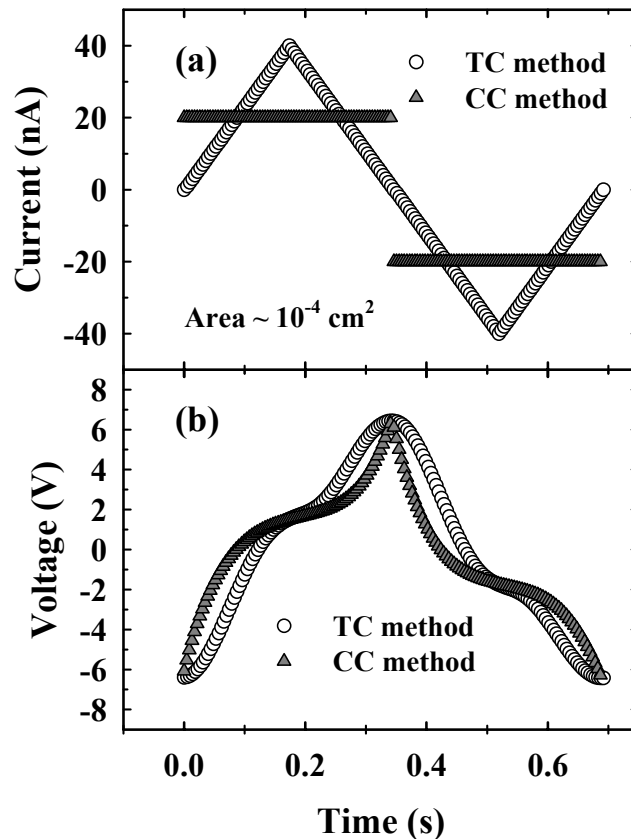 40
(a)
TC method
CC method
20
0
-20
Area ~ 10⁻⁴ cm²
-40
Current (nA)
8
(b)
6
4
2
0
-2
TC method
-4
CC method
-6
-8
Voltage (V)
0.0 0.2 0.4 0.6
Time (s)